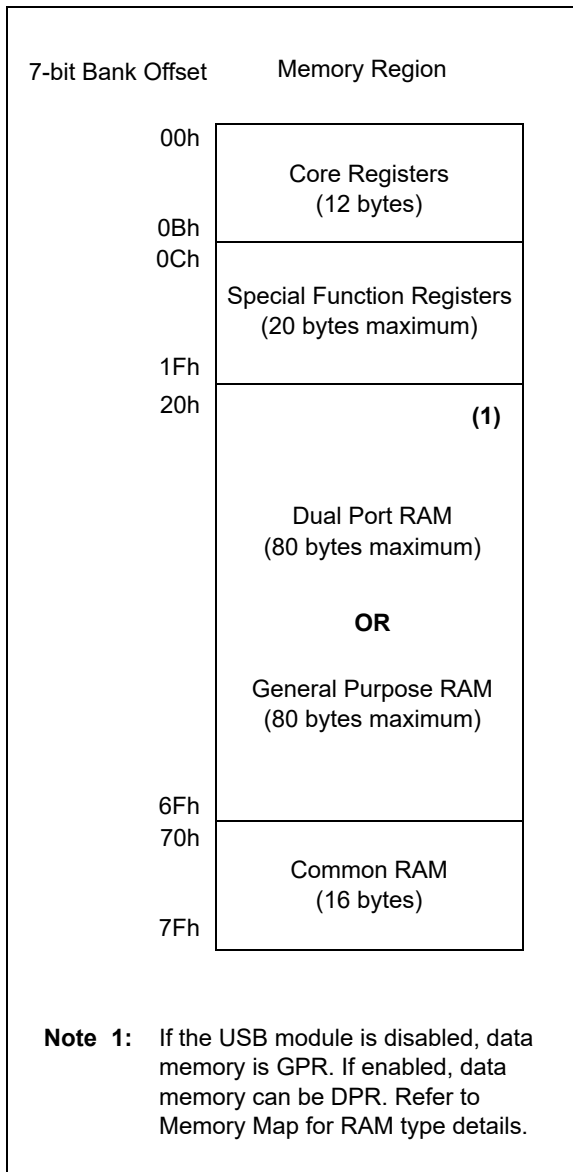 7-bit Bank Offset Memory Region
00h
Core Registers
(12 bytes)
0Bh
0Ch
Special Function Registers
(20 bytes maximum)
1Fh
20h
(1)
Dual Port RAM
(80 bytes maximum)
OR
General Purpose RAM
(80 bytes maximum)
6Fh
70h
Common RAM
(16 bytes)
7Fh
Note 1: If the USB module is disabled, data
memory is GPR. If enabled, data
memory can be DPR. Refer to
Memory Map for RAM type details.